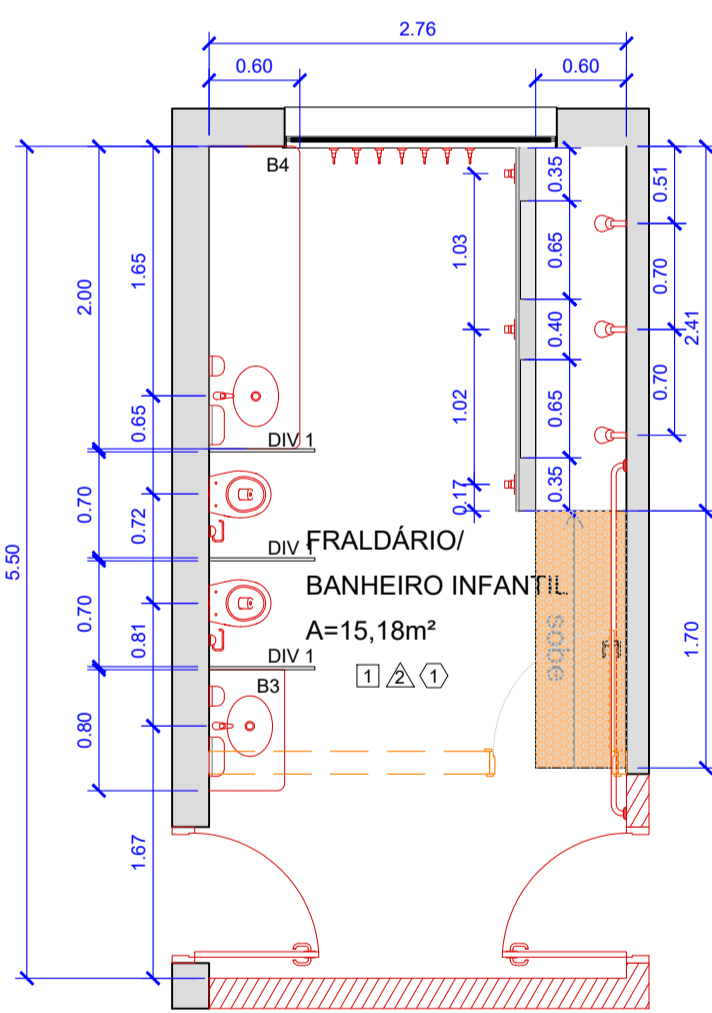 2.76
0.60
0.60
B4
0.35
0.51
1.65
2.00
1.03
0.65
0.70
2.41
0.40
0.65
1.02
0.65
0.70
DIV 1
0.35
0.17
0.70
0.72
5.50
FRALDÁRIO/
DIV 1
BANHEIRO INFANTIL
0.70
0.81
A=15,18m²
sobe
1.70
DIV 1
1 2 1
B3
0.80
1.67